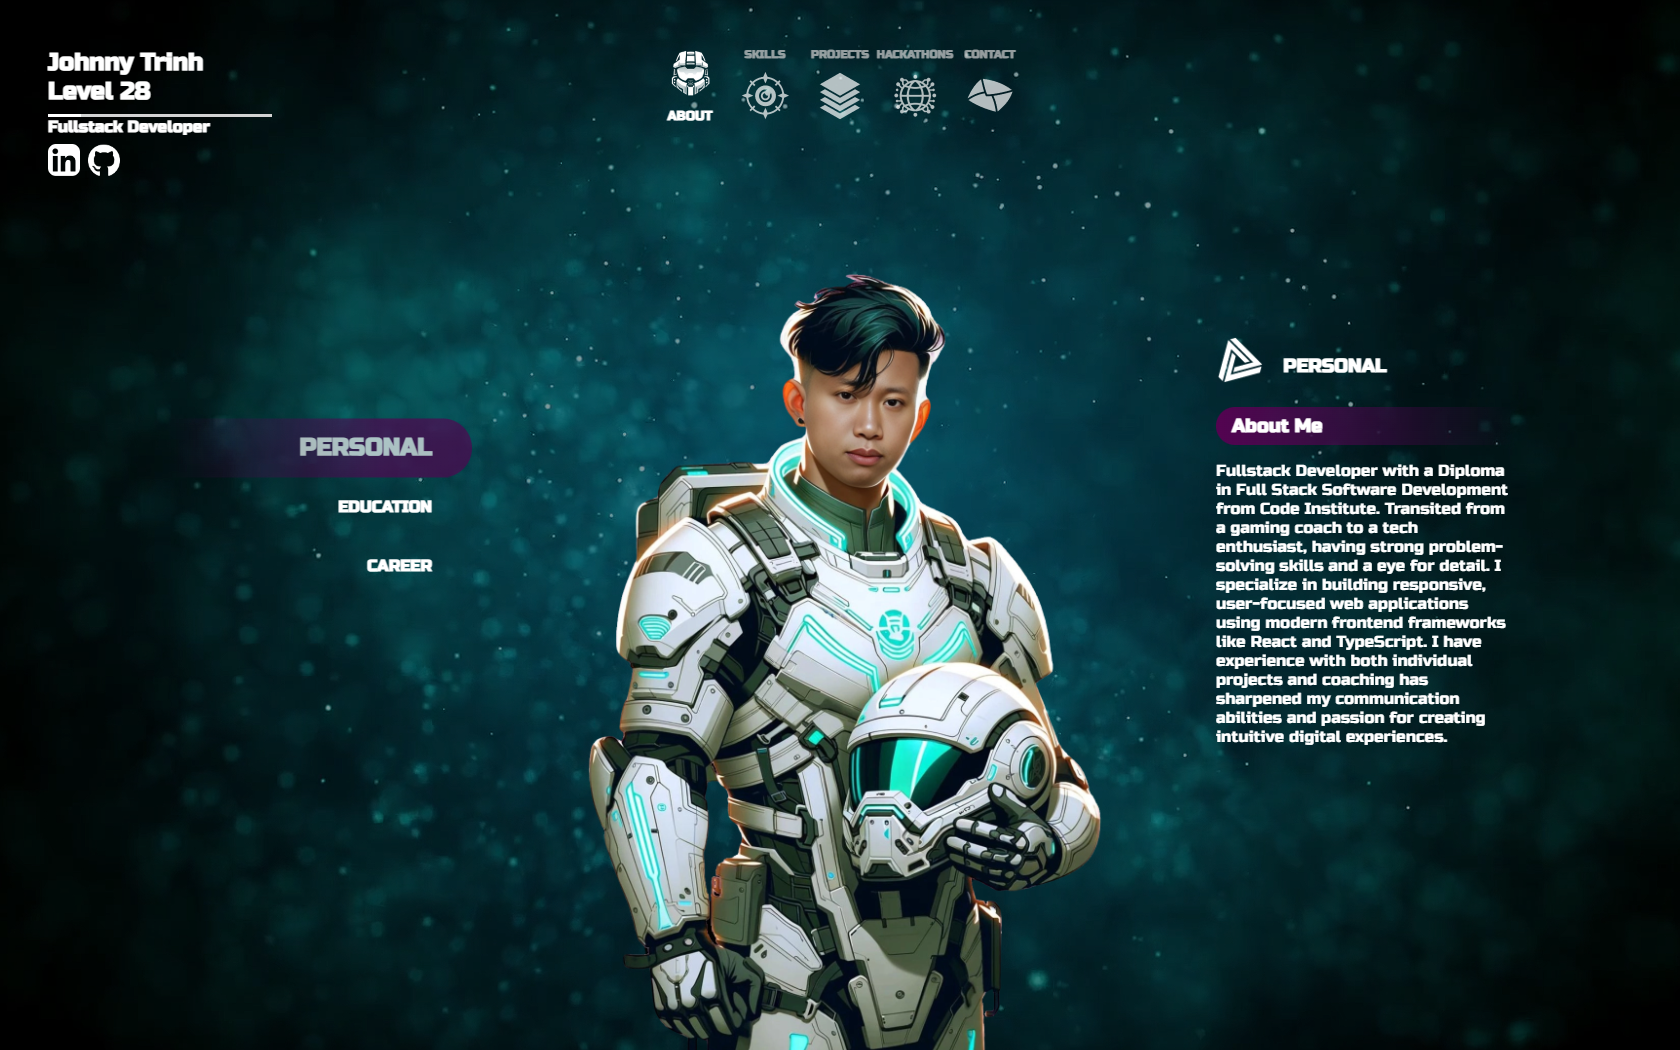 Johnny Trinh
Level 28
Fullstack Developer
in
ABOUT
SKILLS
PROJECTS
HACKATHONS
CONTACT
PERSONAL
EDUCATION
CAREER
PERSONAL
About Me
Fullstack Developer with a Diploma
in Full Stack Software Development
from Code Institute. Transited from
a gaming coach to a tech
enthusiast, having strong problem-
solving skills and a eye for detail. I
specialize in building responsive,
user-focused web applications
using modern frontend frameworks
like React and TypeScript. I have
experience with both individual
projects and coaching has
sharpened my communication
abilities and passion for creating
intuitive digital experiences.